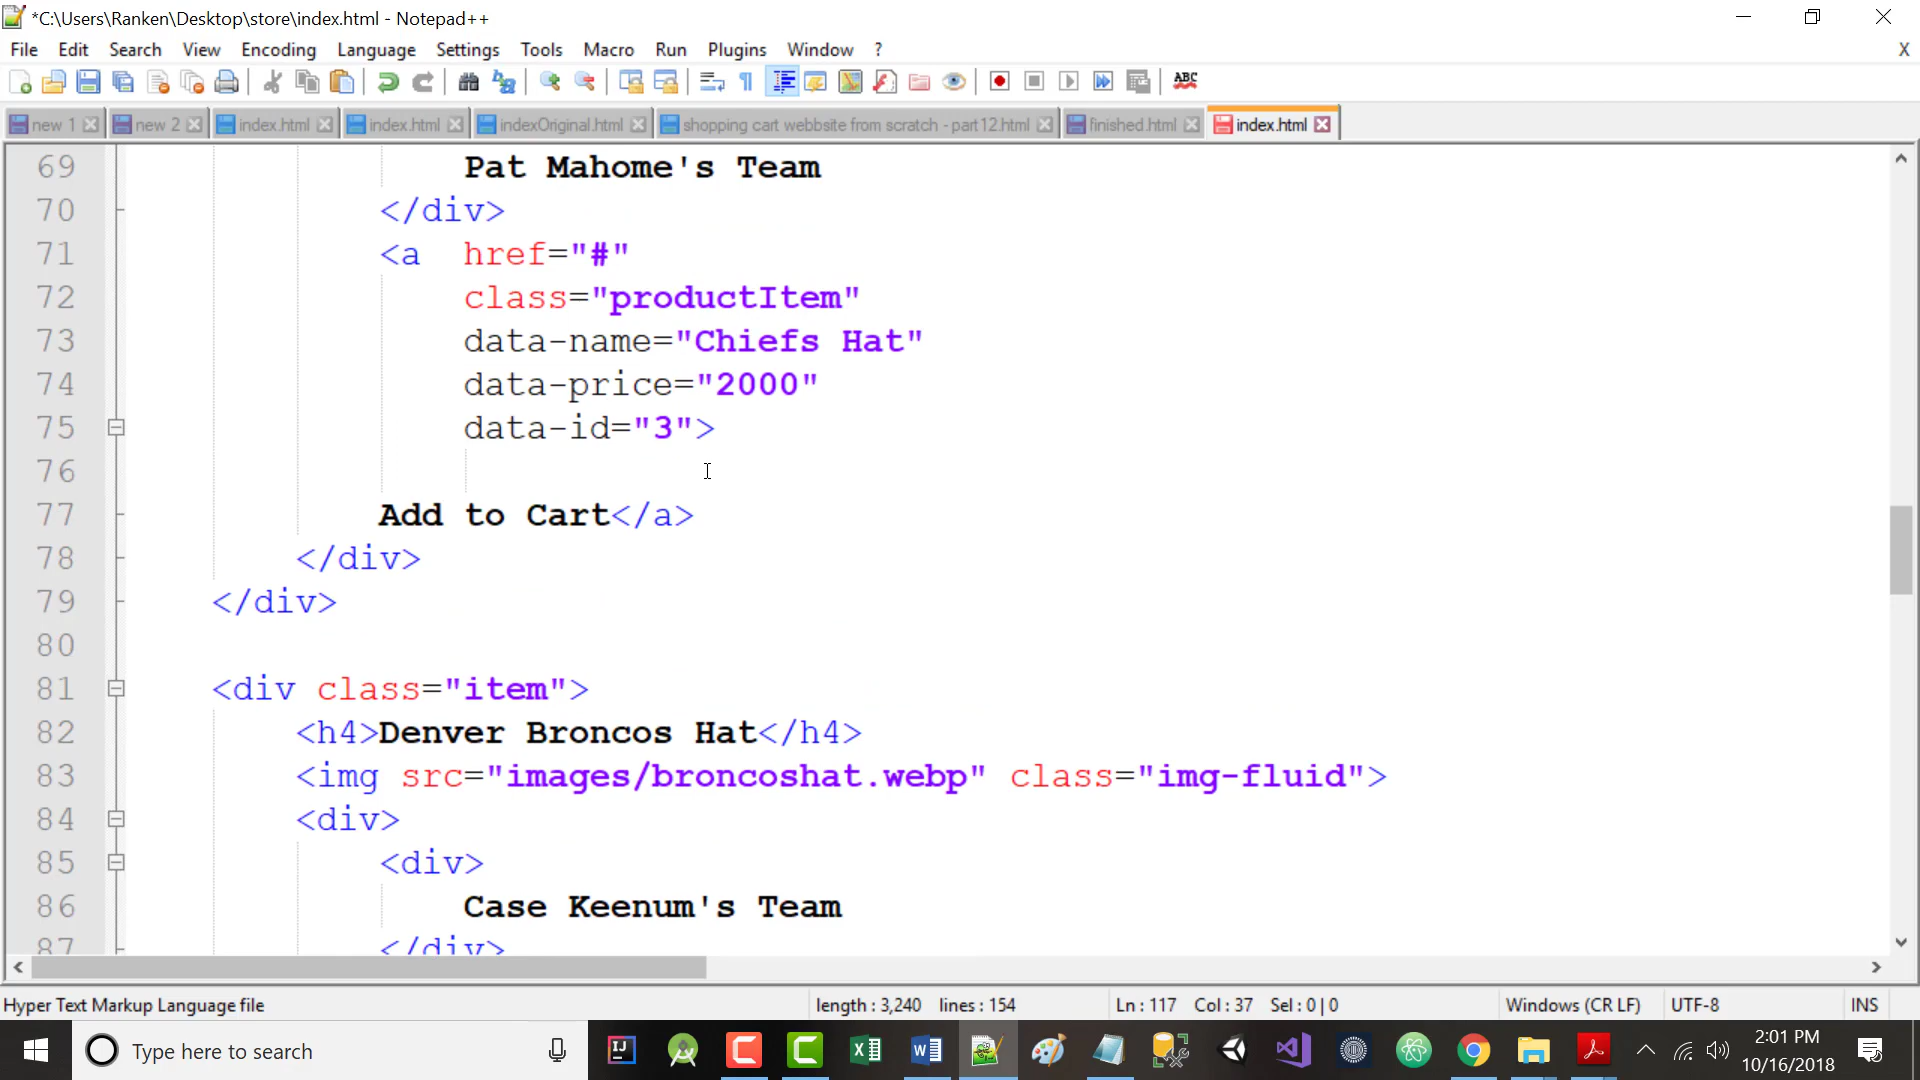 *C:\Users\Ranken\Desktop\store\index.html - Notepad++
File Edit Search View Encoding Language Settings Tools Macro Run Plugins Window ? X
ABC
new 1 new 2 index.html index.html indexOriginal.html shopping cart webbsite from scratch - part12.html finished.html index.html
69 Pat Mahome's Team
70 </div>
71 <a href="#"
72 class="productItem"
73 data-name="Chiefs Hat"
74 data-price="2000"
75 data-id="3">
76
77 Add to Cart</a>
78 </div>
79 </div>
80
81 <div class="item">
82 <h4>Denver Broncos Hat</h4>
83 <img src="images/broncoshat.webp" class="img-fluid">
84 <div>
85 <div>
86 Case Keenum's Team
87 </div>
Hyper Text Markup Language file length : 3,240 lines : 154 Ln : 117 Col : 37 Sel : 0 | 0 Windows (CR LF) UTF-8 INS
Type here to search
2:01 PM
10/16/2018